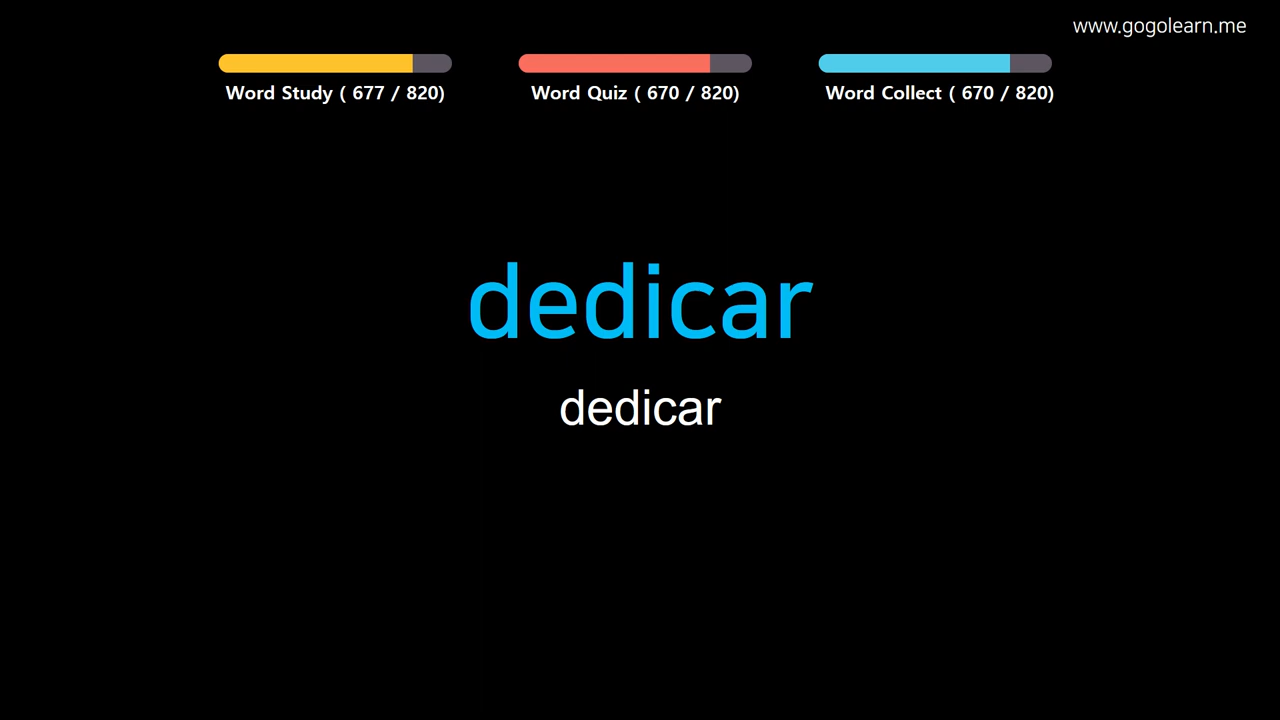 www.gogolearn.me
Word Study ( 677 / 820)
Word Quiz ( 670 / 820)
Word Collect ( 670 / 820)
dedicar
dedicar